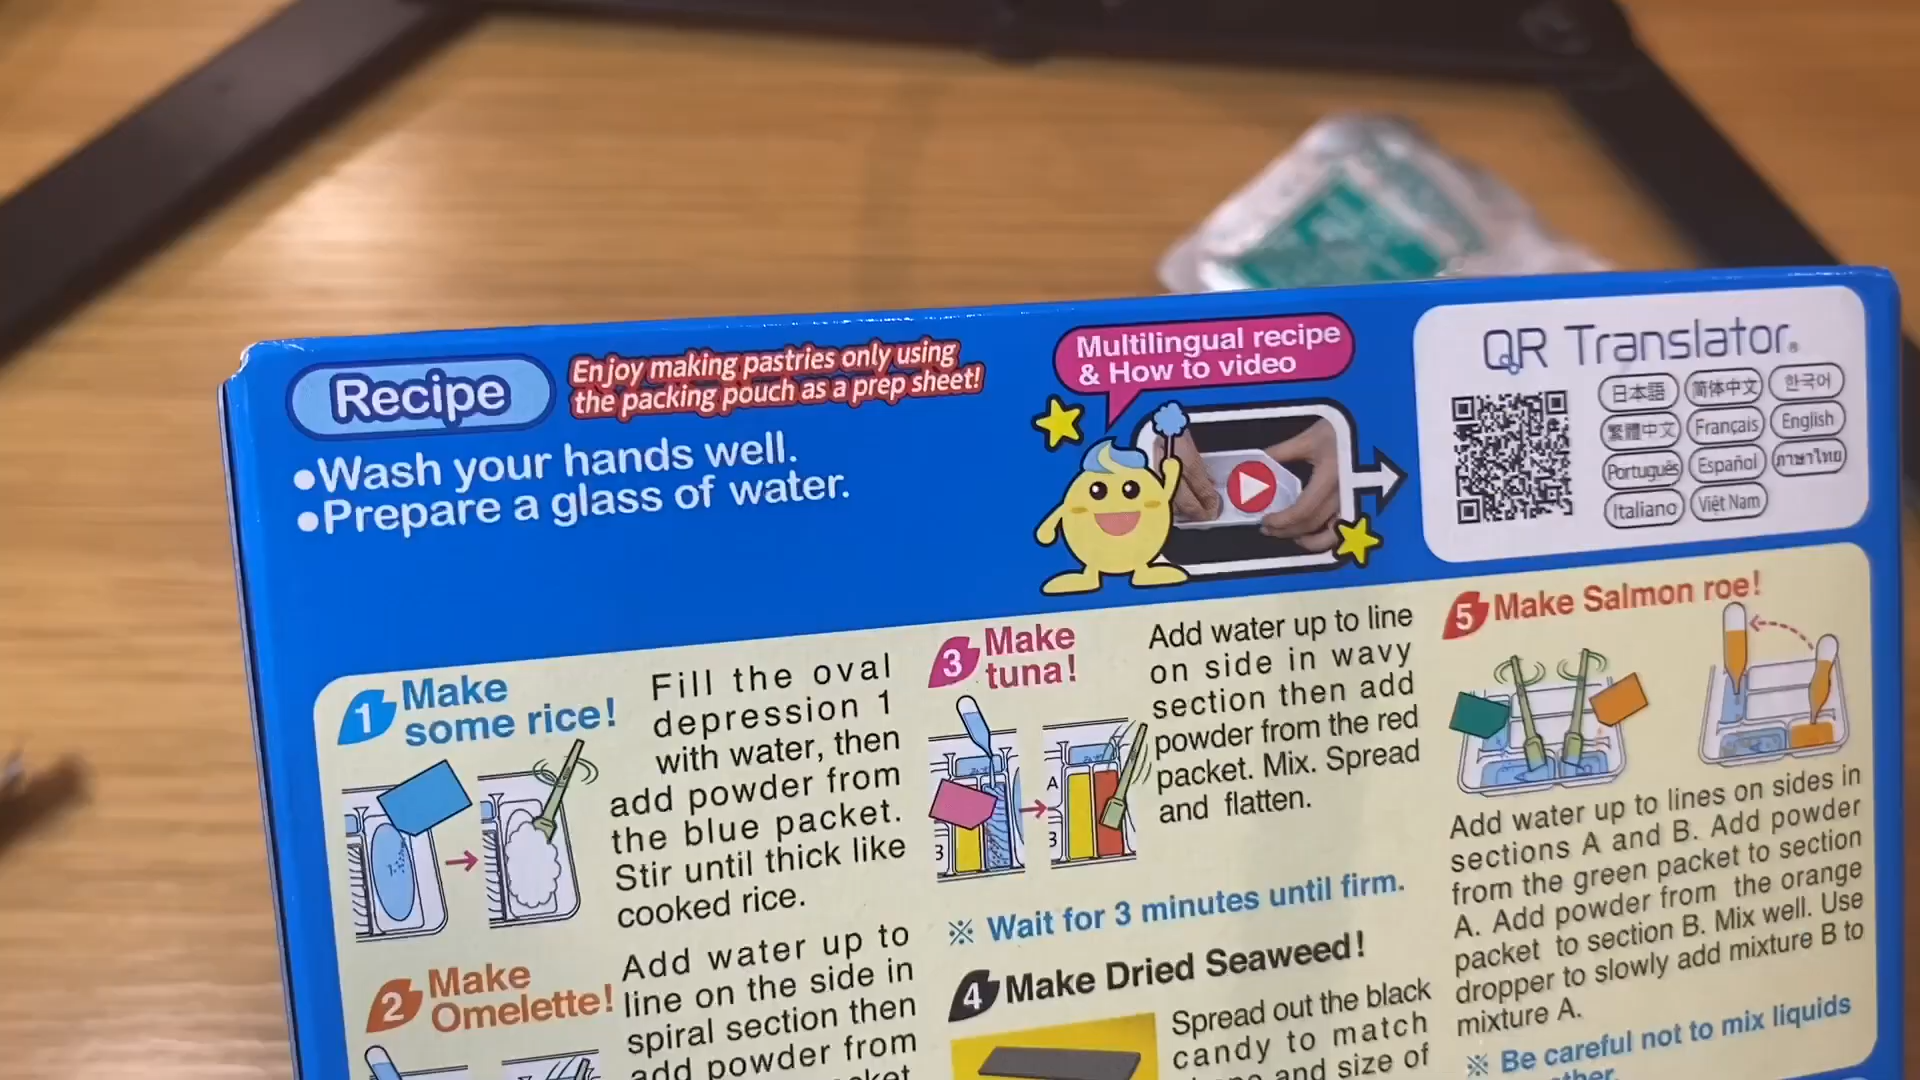 Recipe
Enjoy making pastries only using
the packing pouch as a prep sheet!
●Wash your hands well.
●Prepare a glass of water.
Multilingual recipe
& How to video
QR Translator®
日本語
简体中文
한국어
繁體中文
Français
English
Português
Español
ภาษาไทย
Italiano
Việt Nam
1 Make
some rice!
Fill the oval
depression 1
with water, then
add powder from
the blue packet.
Stir until thick like
cooked rice.
2 Make
Omelette!
Add water up to
line on the side in
spiral section then
add powder from
3 Make
tuna!
A
B
B
Add water up to line
on side in wavy
section then add
powder from the red
packet. Mix. Spread
and flatten.
※ Wait for 3 minutes until firm.
4 Make Dried Seaweed!
Spread out the black
candy to match
and size of
5 Make Salmon roe!
Add water up to lines on sides in
sections A and B. Add powder
from the green packet to section
A. Add powder from the orange
packet to section B. Mix well. Use
dropper to slowly add mixture B to
mixture A.
※ Be careful not to mix liquids